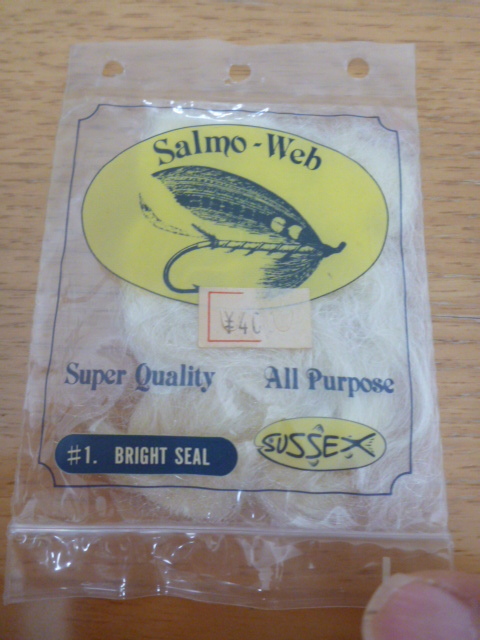 Salmo-Web
Super Quality
All Purpose
#1. BRIGHT SEAL
SUSSEX